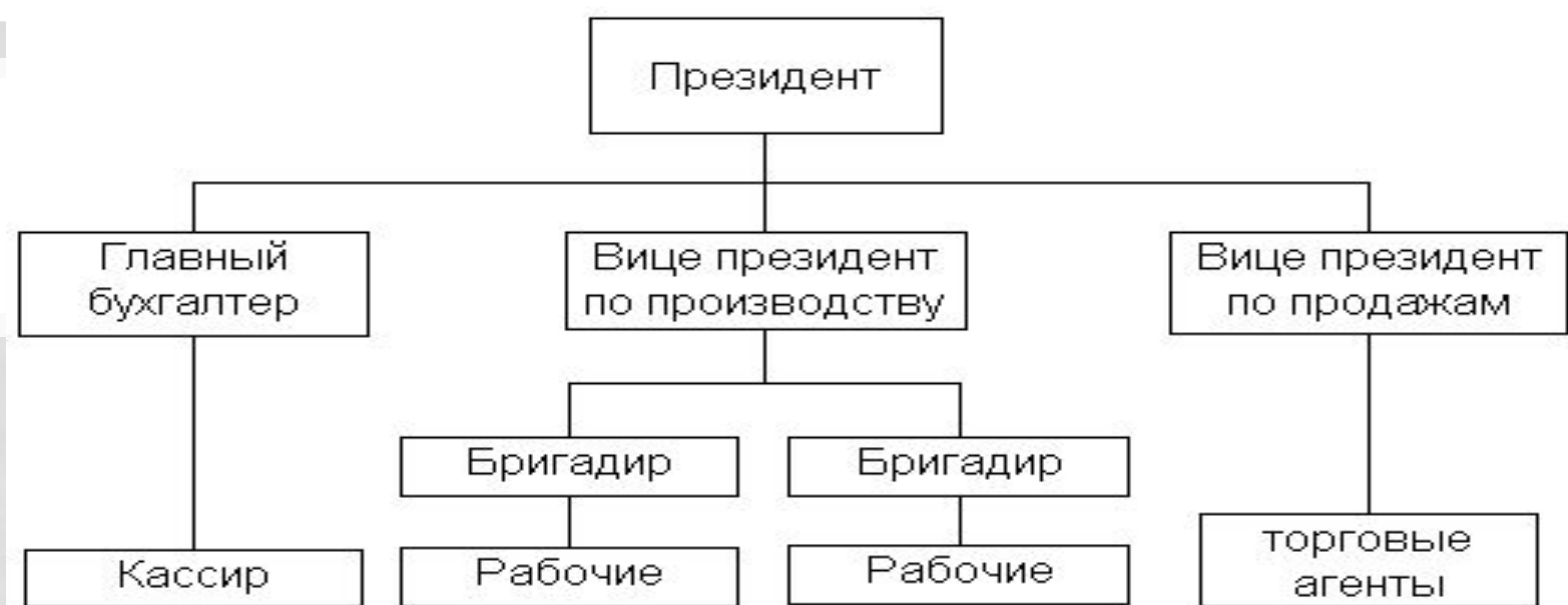 Президент
Главный
бухгалтер
Вице президент
по производству
Вице президент
по продажам
Бригадир
Бригадир
Кассир
Рабочие
Рабочие
торговые
агенты